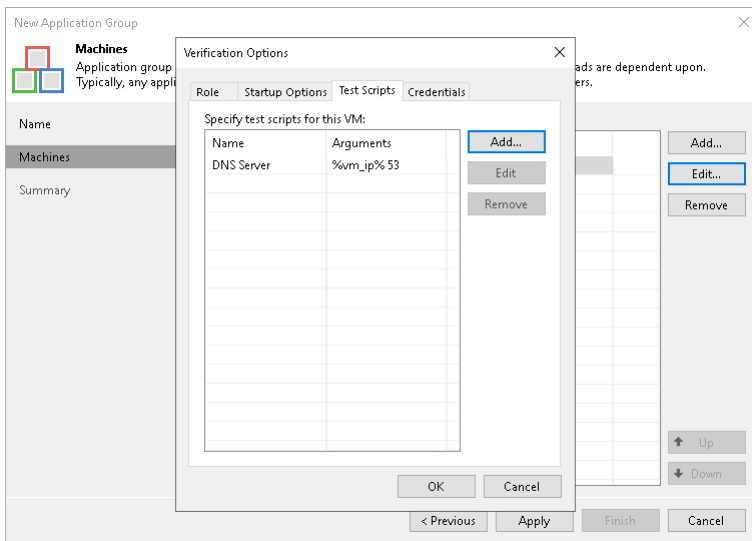 New Application Group
Machines
Application group
Typically, any appli
ads are dependent upon.
ers.
Name
Machines
Summary
Verification Options
Role
Startup Options
Test Scripts
Credentials
Specify test scripts for this VM:
Name Arguments
DNS Server %vm_ip% 53
Add...
Edit
Remove
OK
Cancel
Add...
Edit...
Remove
Up
Down
< Previous
Apply
Finish
Cancel